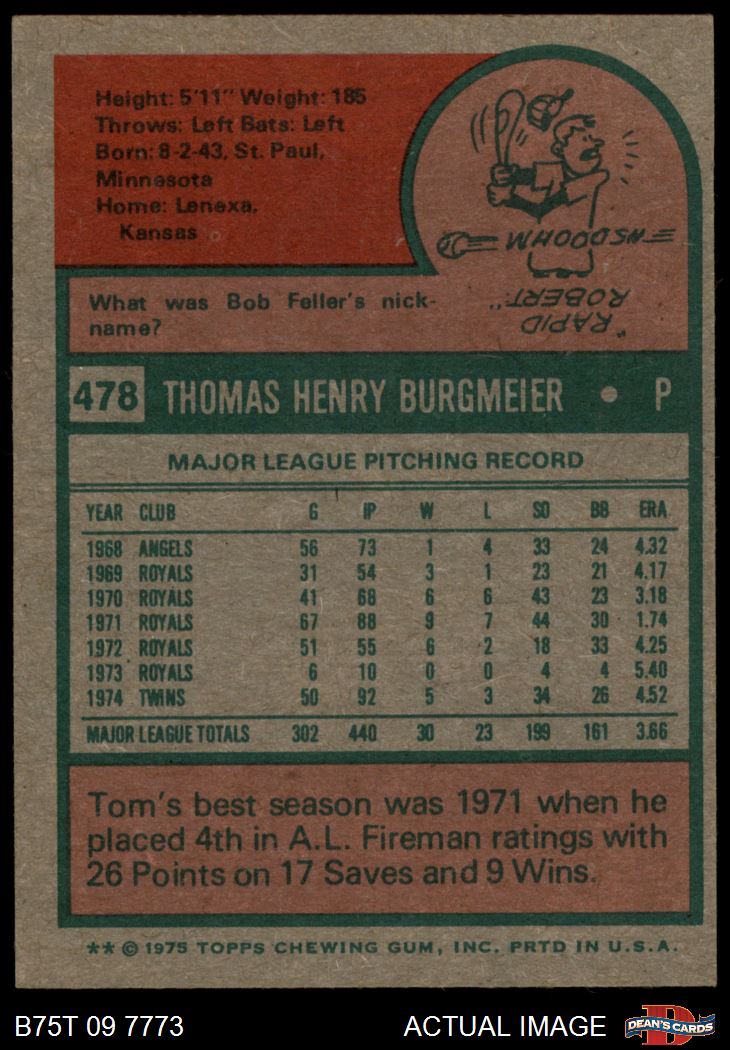 Height: 5'11" Weight: 185
Throws: Left Bats: Left
Born: 8-2-43, St. Paul,
Minnesota
Home: Lenexa,
Kansas
WHOOOSH
"RAPID
ROBERT."
What was Bob Feller's nick-
name?
478 THOMAS HENRY BURGMEIER • P
MAJOR LEAGUE PITCHING RECORD
YEAR CLUB G IP W L SO BB ERA
1968 ANGELS 56 73 1 4 33 24 4.32
1969 ROYALS 31 54 3 1 23 21 4.17
1970 ROYALS 41 68 6 6 43 23 3.18
1971 ROYALS 67 88 9 7 44 30 1.74
1972 ROYALS 51 55 6 2 18 33 4.25
1973 ROYALS 6 10 0 0 4 4 5.40
1974 TWINS 50 92 5 3 34 26 4.52
MAJOR LEAGUE TOTALS 302 440 30 23 199 161 3.66
Tom's best season was 1971 when he
placed 4th in A.L. Fireman ratings with
26 Points on 17 Saves and 9 Wins.
** © 1975 TOPPS CHEWING GUM, INC. PRTD IN U.S.A.
B75T 09 7773 ACTUAL IMAGE DEAN'S CARDS